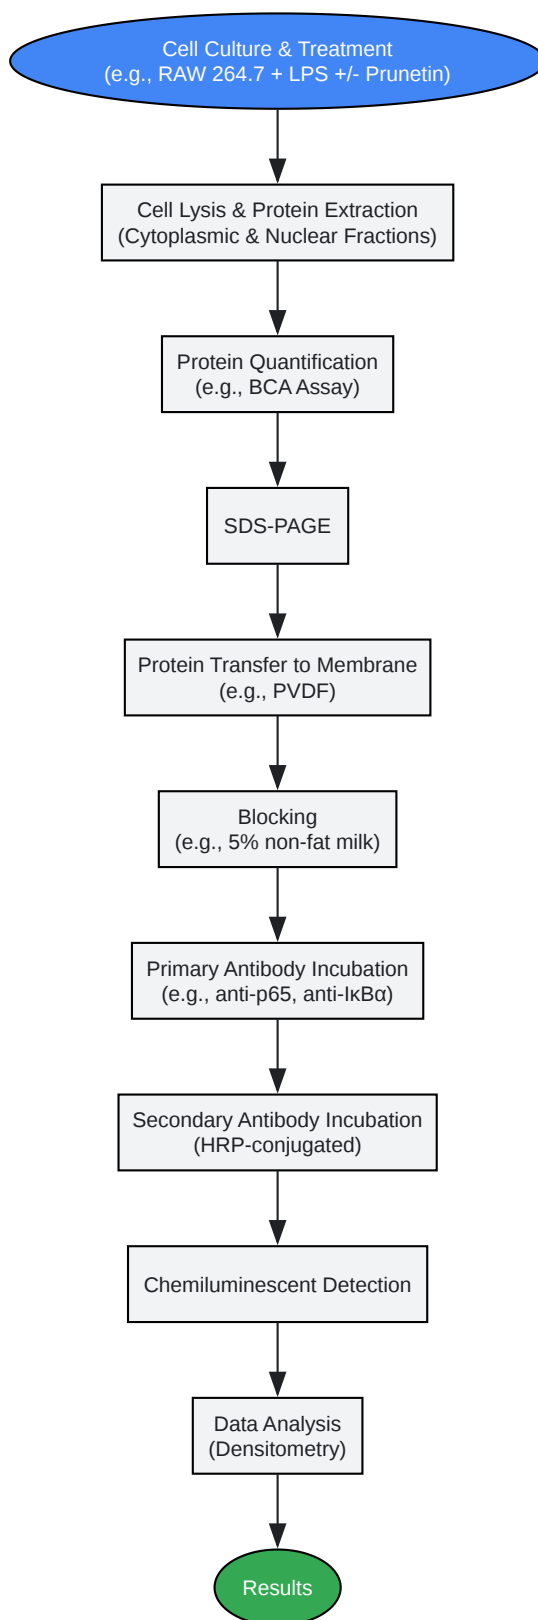 Cell Culture & Treatment
(e.g., RAW 264.7 + LPS +/- Prunetin)
Cell Lysis & Protein Extraction
(Cytoplasmic & Nuclear Fractions)
Protein Quantification
(e.g., BCA Assay)
SDS-PAGE
Protein Transfer to Membrane
(e.g., PVDF)
Blocking
(e.g., 5% non-fat milk)
Primary Antibody Incubation
(e.g., anti-p65, anti-IκBα)
Secondary Antibody Incubation
(HRP-conjugated)
Chemiluminescent Detection
Data Analysis
(Densitometry)
Results